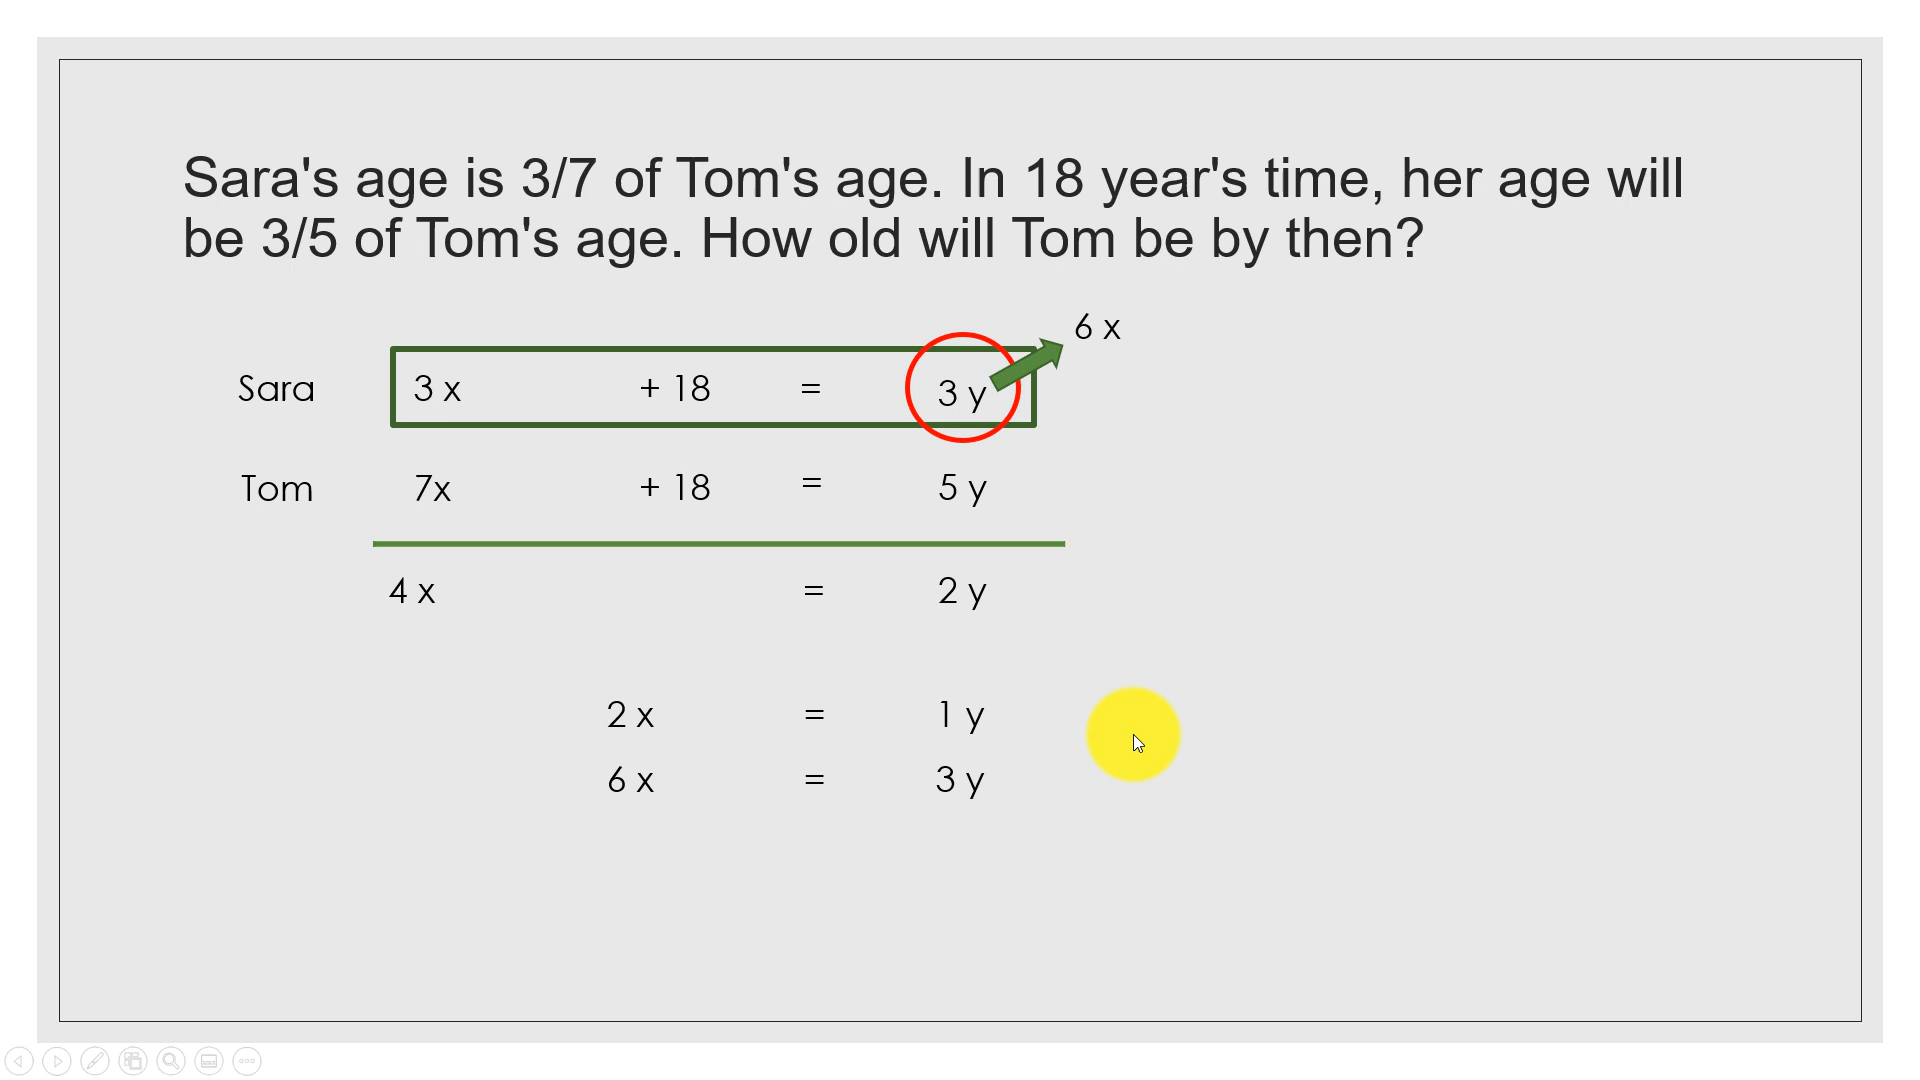 Sara's age is 3/7 of Tom's age. In 18 year's time, her age will
be 3/5 of Tom's age. How old will Tom be by then?
6 x
Sara 3 x + 18 = 3 y
Tom 7x + 18 = 5 y
4 x = 2 y
2 x = 1 y
6 x = 3 y